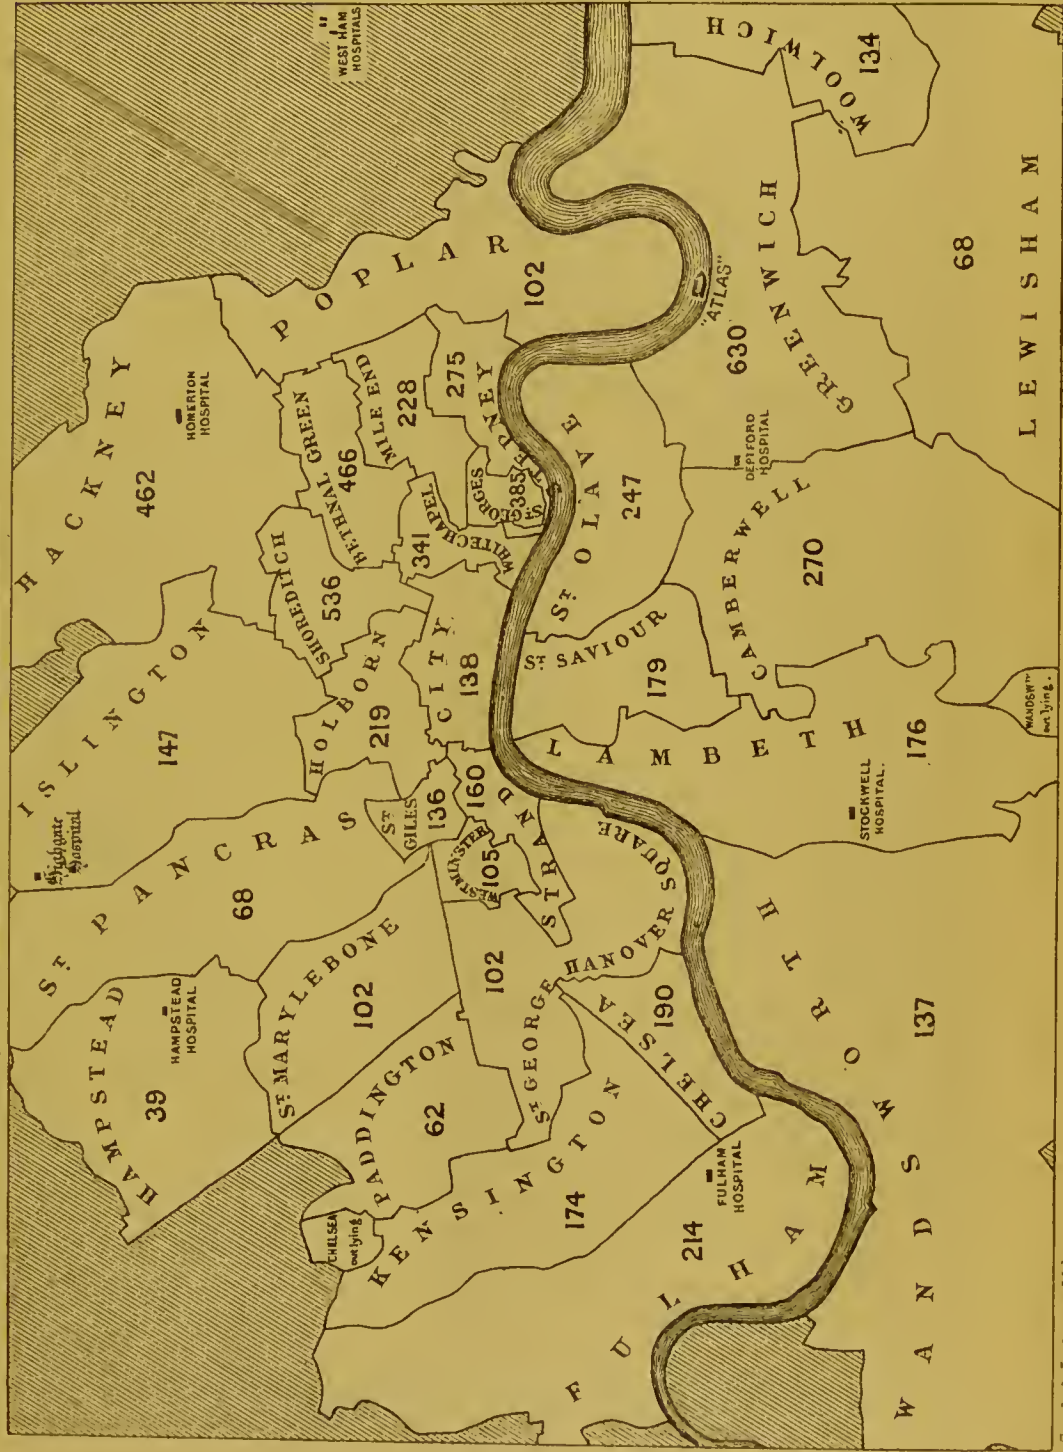 WEST HAM
HOSPITALS
HACKNEY
462
HOMERTON
HOSPITAL
ISLINGTON
147
Highgate
Hospital
ST PANCRAS
68
HAMPSTEAD
39
HAMPSTEAD
HOSPITAL
ST MARYLEBONE
102
PADDINGTON
62
CHELSEA
outlying
KENSINGTON
174
FULHAM
214
FULHAM
HOSPITAL
CHELSEA
190
ST GEORGE HANOVER SQUARE
102
WESTMINSTER
105
STRAND
160
ST
GILES
136
HOLBORN
219
CITY
138
SHOREDITCH
536
BETHNAL GREEN
466
WHITECHAPEL
341
ST GEORGES
385
MILE END
228
STEPNEY
275
POPLAR
102
"ATLAS"
ST OLAVE
247
ST SAVIOUR
179
LAMBETH
176
STOCKWELL
HOSPITAL.
WANDSWTH
outlying.
CAMBERWELL
270
DEPTFORD
HOSPITAL
GREENWICH
630
WOOLWICH
134
LEWISHAM
68
WANDSWORTH
137